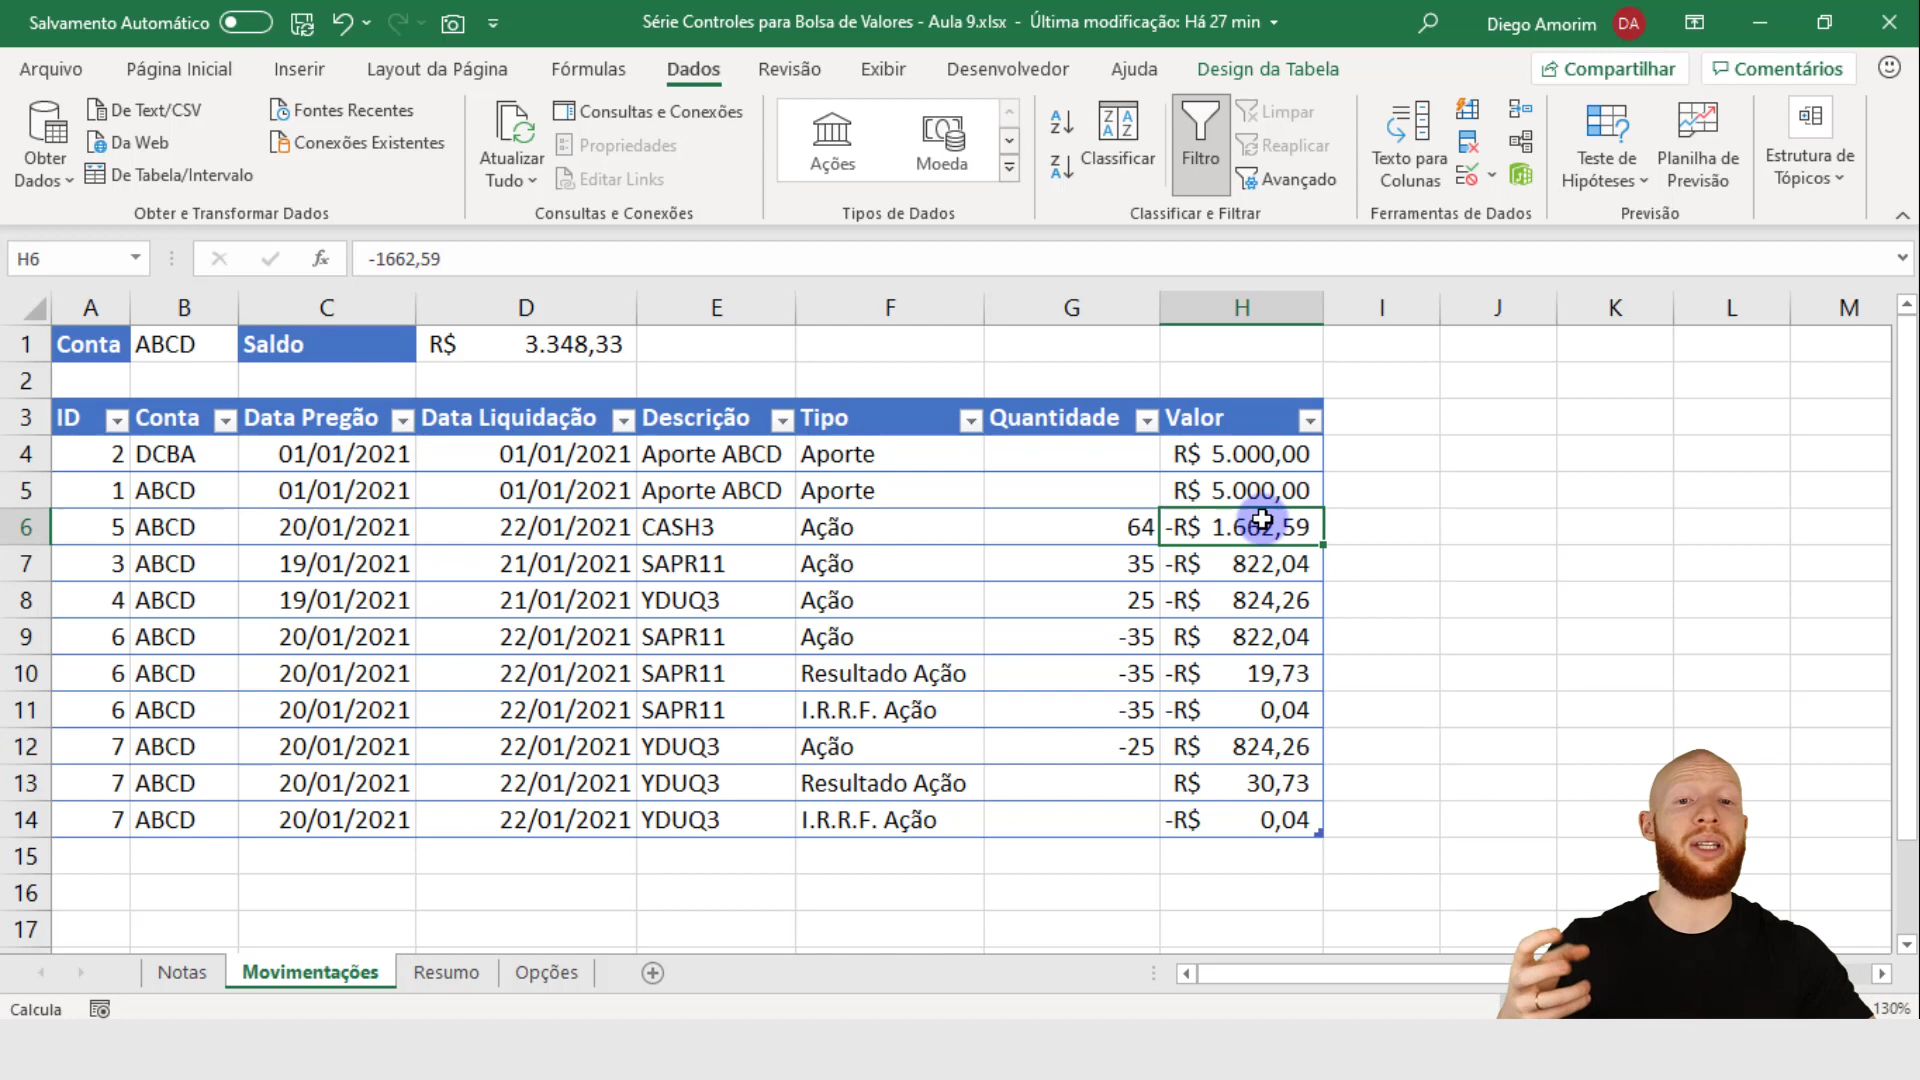 Salvamento Automático
Série Controles para Bolsa de Valores - Aula 9.xlsx - Última modificação: Há 27 min
Diego Amorim DA
Arquivo Página Inicial Inserir Layout da Página Fórmulas Dados Revisão Exibir Desenvolvedor Ajuda Design da Tabela Compartilhar Comentários
Obter Dados
De Text/CSV
Da Web
De Tabela/Intervalo
Fontes Recentes
Conexões Existentes
Obter e Transformar Dados
Atualizar Tudo
Consultas e Conexões
Propriedades
Editar Links
Consultas e Conexões
Ações
Moeda
Tipos de Dados
Classificar
Filtro
Limpar
Reaplicar
Avançado
Classificar e Filtrar
Texto para Colunas
Ferramentas de Dados
Teste de Hipóteses
Planilha de Previsão
Previsão
Estrutura de Tópicos
H6 fx -1662,59
A B C D E F G H I J K L M
1 Conta ABCD Saldo R$ 3.348,33
2
3 ID Conta Data Pregão Data Liquidação Descrição Tipo Quantidade Valor
4 2 DCBA 01/01/2021 01/01/2021 Aporte ABCD Aporte R$ 5.000,00
5 1 ABCD 01/01/2021 01/01/2021 Aporte ABCD Aporte R$ 5.000,00
6 5 ABCD 20/01/2021 22/01/2021 CASH3 Ação 64 -R$ 1.662,59
7 3 ABCD 19/01/2021 21/01/2021 SAPR11 Ação 35 -R$ 822,04
8 4 ABCD 19/01/2021 21/01/2021 YDUQ3 Ação 25 -R$ 824,26
9 6 ABCD 20/01/2021 22/01/2021 SAPR11 Ação -35 R$ 822,04
10 6 ABCD 20/01/2021 22/01/2021 SAPR11 Resultado Ação -35 -R$ 19,73
11 6 ABCD 20/01/2021 22/01/2021 SAPR11 I.R.R.F. Ação -35 -R$ 0,04
12 7 ABCD 20/01/2021 22/01/2021 YDUQ3 Ação -25 R$ 824,26
13 7 ABCD 20/01/2021 22/01/2021 YDUQ3 Resultado Ação R$ 30,73
14 7 ABCD 20/01/2021 22/01/2021 YDUQ3 I.R.R.F. Ação -R$ 0,04
15
16
17
Notas Movimentações Resumo Opções
Calcula
130%